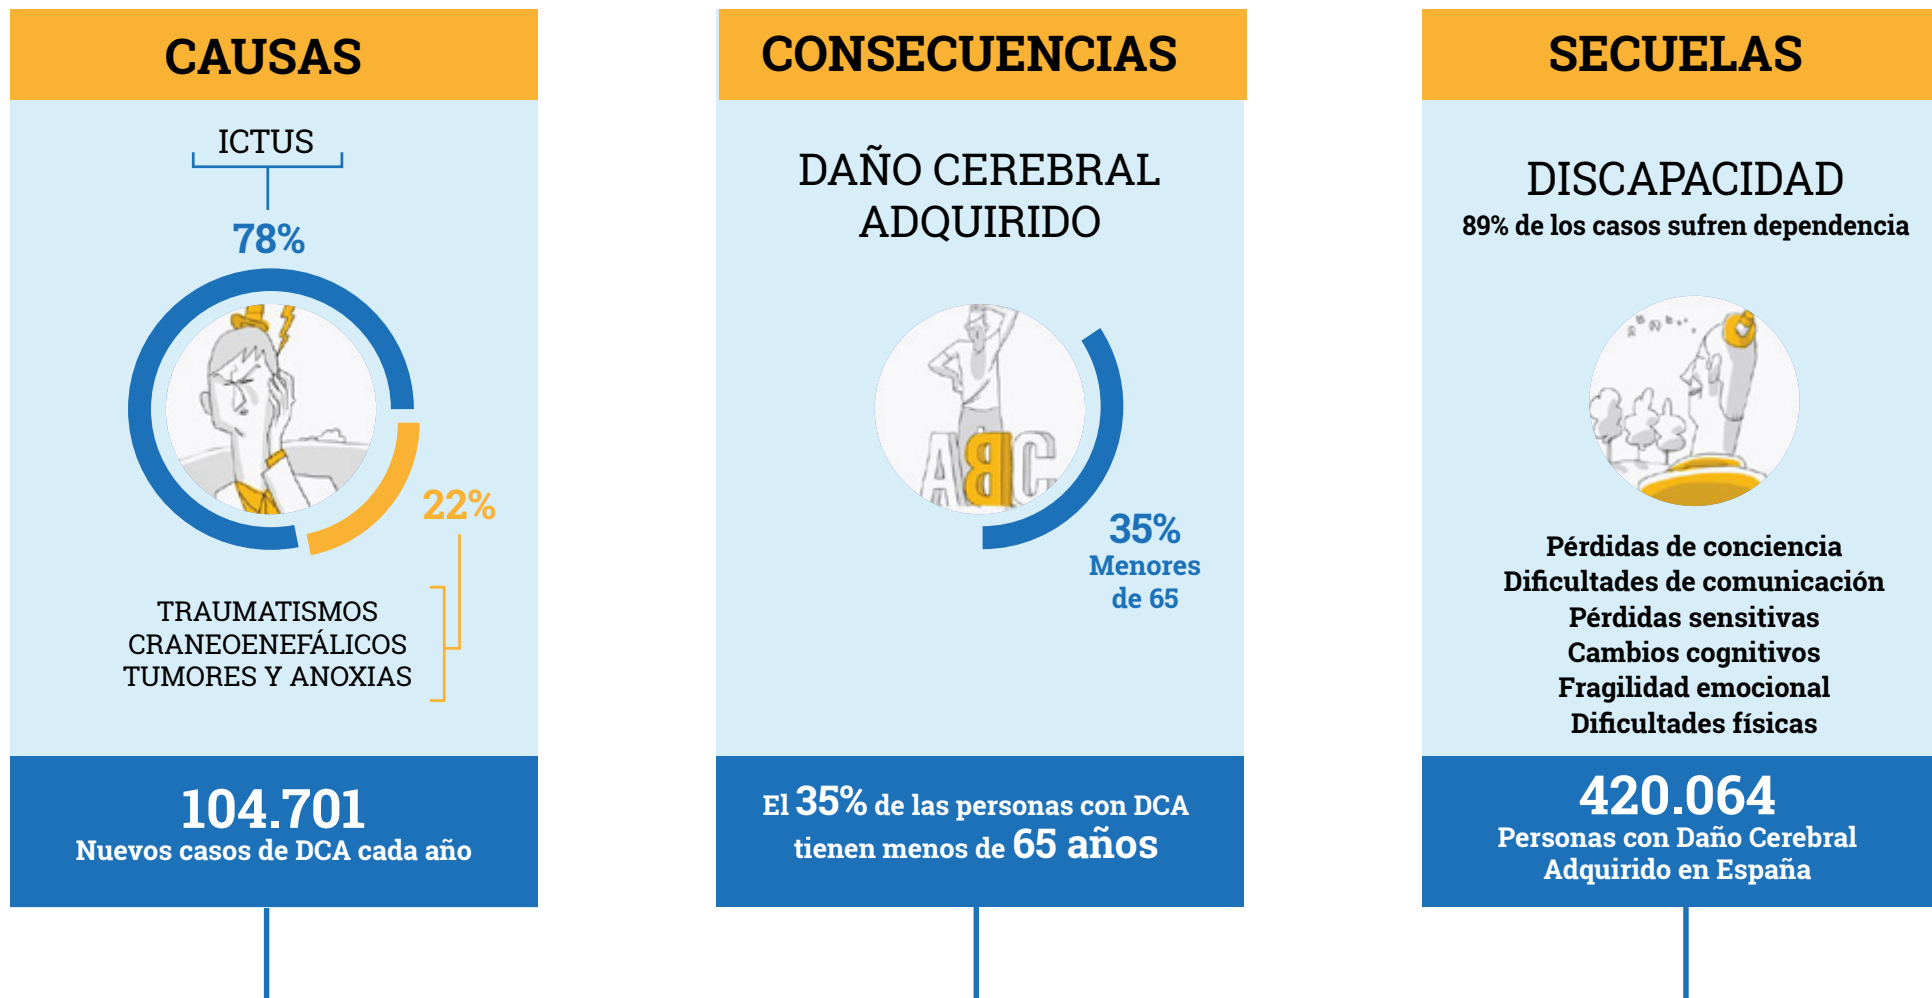 CAUSAS
ICTUS
78%
22%
TRAUMATISMOS
CRANEOENEFÁLICOS
TUMORES Y ANOXIAS
104.701
Nuevos casos de DCA cada año
CONSECUENCIAS
DAÑO CEREBRAL
ADQUIRIDO
ABC
35%
Menores
de 65
El 35% de las personas con DCA
tienen menos de 65 años
SECUELAS
DISCAPACIDAD
89% de los casos sufren dependencia
Pérdidas de conciencia
Dificultades de comunicación
Pérdidas sensitivas
Cambios cognitivos
Fragilidad emocional
Dificultades físicas
420.064
Personas con Daño Cerebral
Adquirido en España